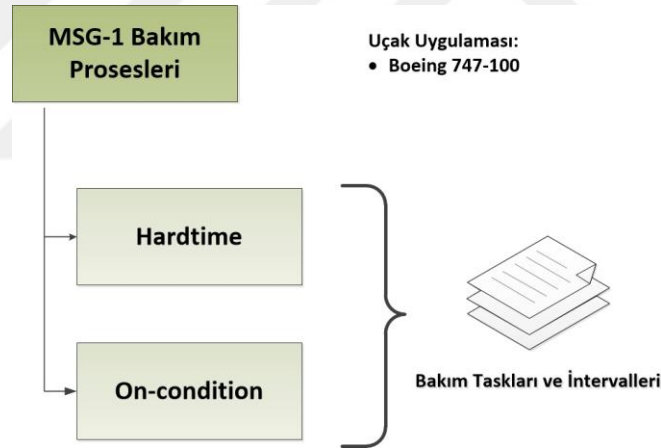 MSG-1 Bakım
Prosesleri
Uçak Uygulaması:
• Boeing 747-100
Hardtime
On-condition
Bakım Taskları ve İntervalleri